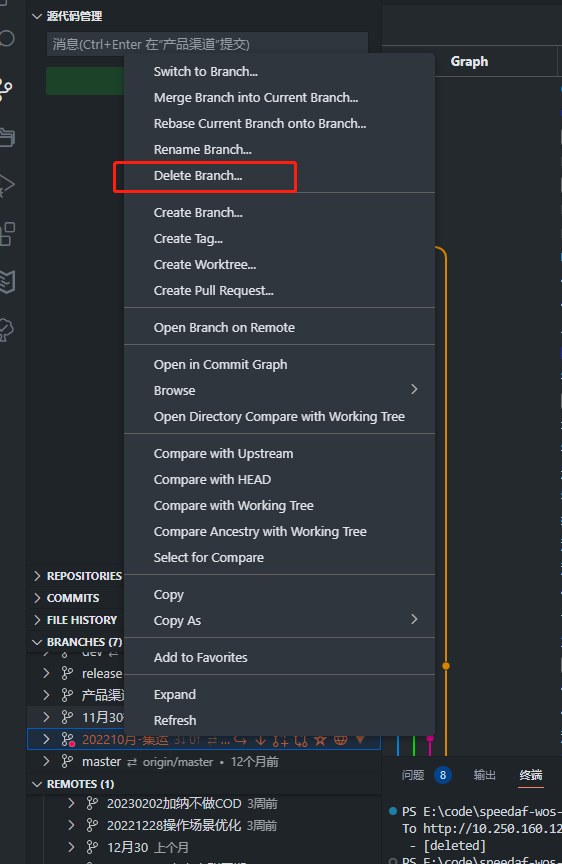 源代码管理
消息(Ctrl+Enter 在"产品渠道"提交)
Graph
Switch to Branch...
Merge Branch into Current Branch...
Rebase Current Branch onto Branch...
Rename Branch...
Delete Branch...
Create Branch...
Create Tag...
Create Worktree...
Create Pull Request...
Open Branch on Remote
Open in Commit Graph
Browse
Open Directory Compare with Working Tree
Compare with Upstream
Compare with HEAD
Compare with Working Tree
Compare Ancestry with Working Tree
Select for Compare
Copy
Copy As
Add to Favorites
Expand
Refresh
REPOSITORIES
COMMITS
FILE HISTORY
BRANCHES (7)
dev
release
产品渠道
11月30
202210月-集运 3↓ 0↑ ⇄ ...
master ⇄ origin/master • 12个月前
REMOTES (1)
20230202加纳不做COD 3周前
20221228操作场景优化 3周前
12月30 上个月
问题 8 输出 终端
PS E:\code\speedaf-wos-
To http://10.250.160.12
- [deleted]
PS E:\code\speedaf-wos-